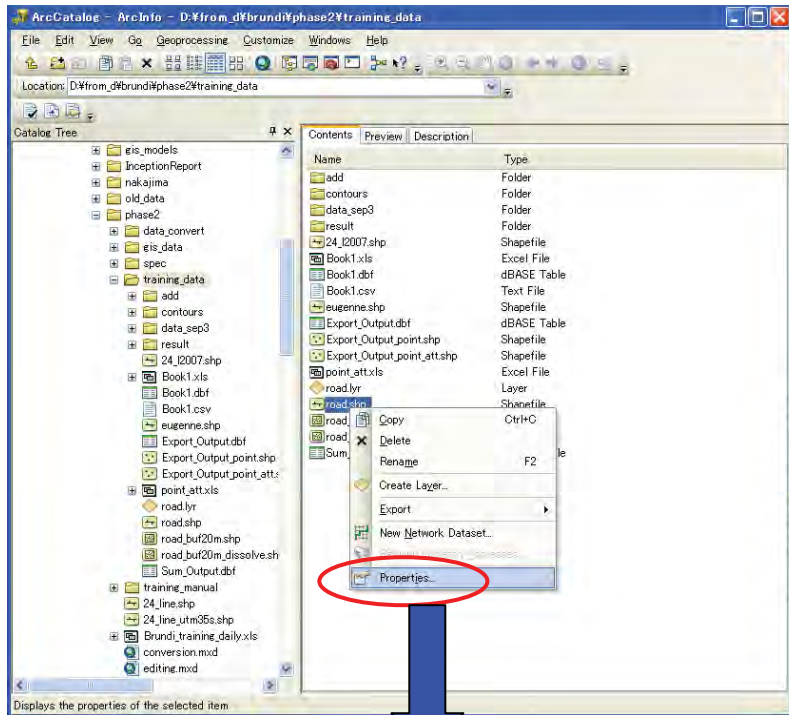 ArcCatalog - ArcInfo - D:¥from_d¥brundi¥phase2¥training_data
File Edit View Go Geoprocessing Customize Windows Help
Location: D:¥from_d¥brundi¥phase2¥training_data
Catalog Tree
gis_models
InceptionReport
nakajima
old_data
phase2
data_convert
gis_data
spec
training_data
add
contours
data_sep3
result
24_l2007.shp
Book1.xls
Book1.dbf
Book1.csv
eugenne.shp
Export_Output.dbf
Export_Output_point.shp
Export_Output_point_att.s
point_att.xls
road.lyr
road.shp
road_buf20m.shp
road_buf20m_dissolve.sh
Sum_Output.dbf
training_manual
24_line.shp
24_line_utm35s.shp
Brundi_training_daily.xls
conversion.mxd
editing.mxd
Contents Preview Description
Name Type
add Folder
contours Folder
data_sep3 Folder
result Folder
24_l2007.shp Shapefile
Book1.xls Excel File
Book1.dbf dBASE Table
Book1.csv Text File
eugenne.shp Shapefile
Export_Output.dbf dBASE Table
Export_Output_point.shp Shapefile
Export_Output_point_att.shp Shapefile
point_att.xls Excel File
road.lyr Layer
road.shp Shapefile
road_
road_
Sum_ le
Copy Ctrl+C
Delete
Rename F2
Create Layer...
Export
New Network Dataset...
Properties...
Displays the properties of the selected item